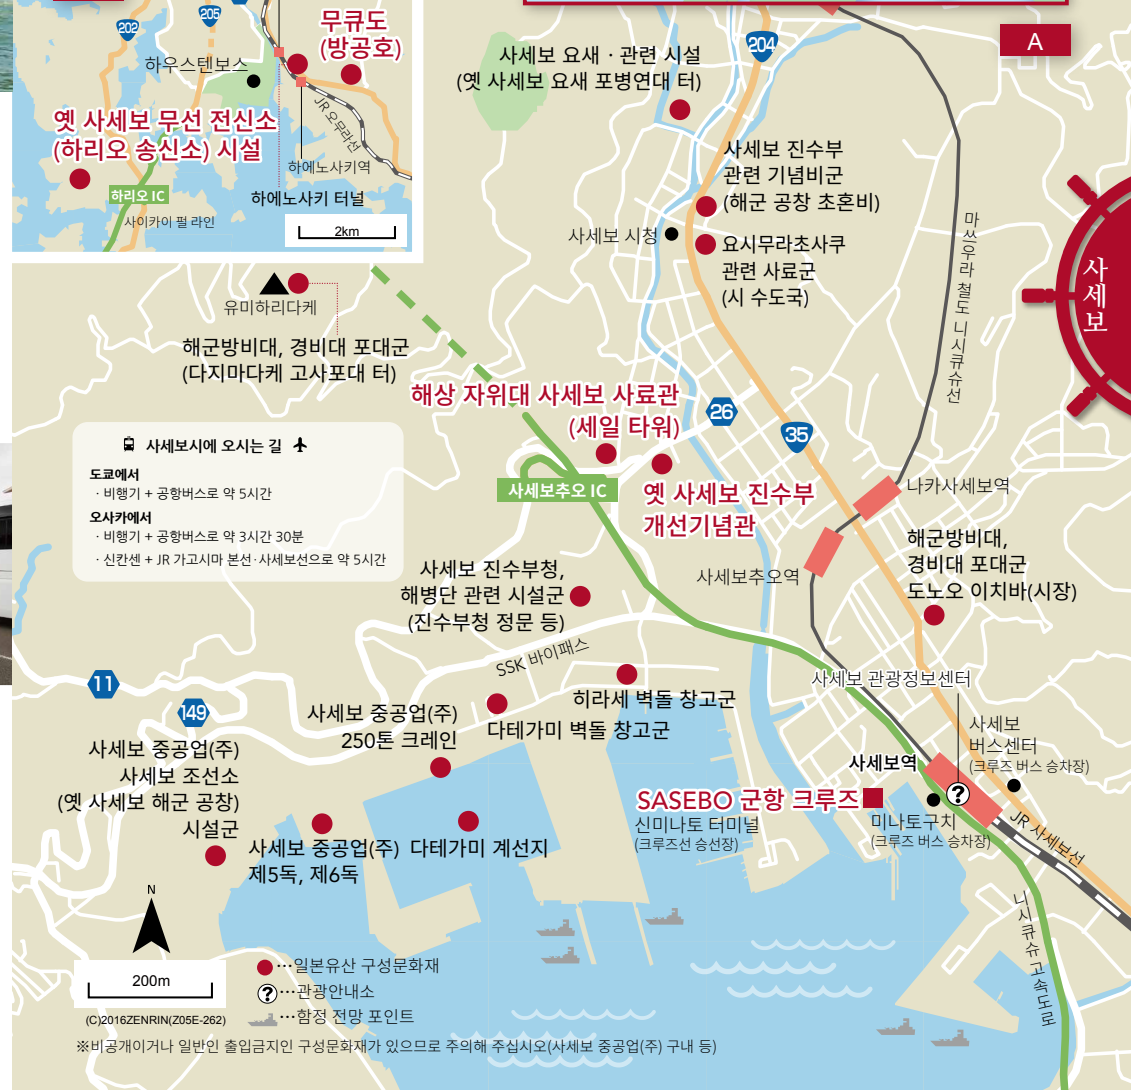 202
205
무큐도
(방공호)
하우스텐보스
옛 사세보 무선 전신소
(하리오 송신소) 시설
JR 오무라선
하에노사키역
하리오 IC
하에노사키 터널
사이카이 펄 라인
2km
A
204
사세보 요새 · 관련 시설
(옛 사세보 요새 포병연대 터)
사세보 진수부
관련 기념비군
(해군 공창 초혼비)
사세보 시청
요시무라초사쿠
관련 사료군
(시 수도국)
마쓰우라 철도 니시큐슈선
사세보
유미하리다케
해군방비대, 경비대 포대군
(다지마다케 고사포대 터)
해상 자위대 사세보 사료관
(세일 타워)
26
35
사세보시에 오시는 길
도쿄에서
· 비행기 + 공항버스로 약 5시간
오사카에서
· 비행기 + 공항버스로 약 3시간 30분
· 신칸센 + JR 가고시마 본선·사세보선으로 약 5시간
사세보추오 IC
옛 사세보 진수부
개선기념관
나카사세보역
사세보추오역
해군방비대,
경비대 포대군
도노오 이치바(시장)
사세보 진수부청,
해병단 관련 시설군
(진수부청 정문 등)
SSK 바이패스
사세보 관광정보센터
11
149
히라세 벽돌 창고군
사세보 중공업(주)
250톤 크레인
다테가미 벽돌 창고군
사세보
버스센터
(크루즈 버스 승차장)
사세보 중공업(주)
사세보 조선소
(옛 사세보 해군 공창)
시설군
사세보역
SASEBO 군항 크루즈
신미나토 터미널
(크루즈선 승선장)
?
미나토구치
(크루즈 버스 승차장)
JR 사세보선
사세보 중공업(주)
제5독, 제6독
다테가미 계선지
니시큐슈 고속도로
N
200m
(C)2016ZENRIN(Z05E-262)
…일본유산 구성문화재
?…관광안내소
…함정 전망 포인트
※비공개이거나 일반인 출입금지인 구성문화재가 있으므로 주의해 주십시오(사세보 중공업(주) 구내 등)